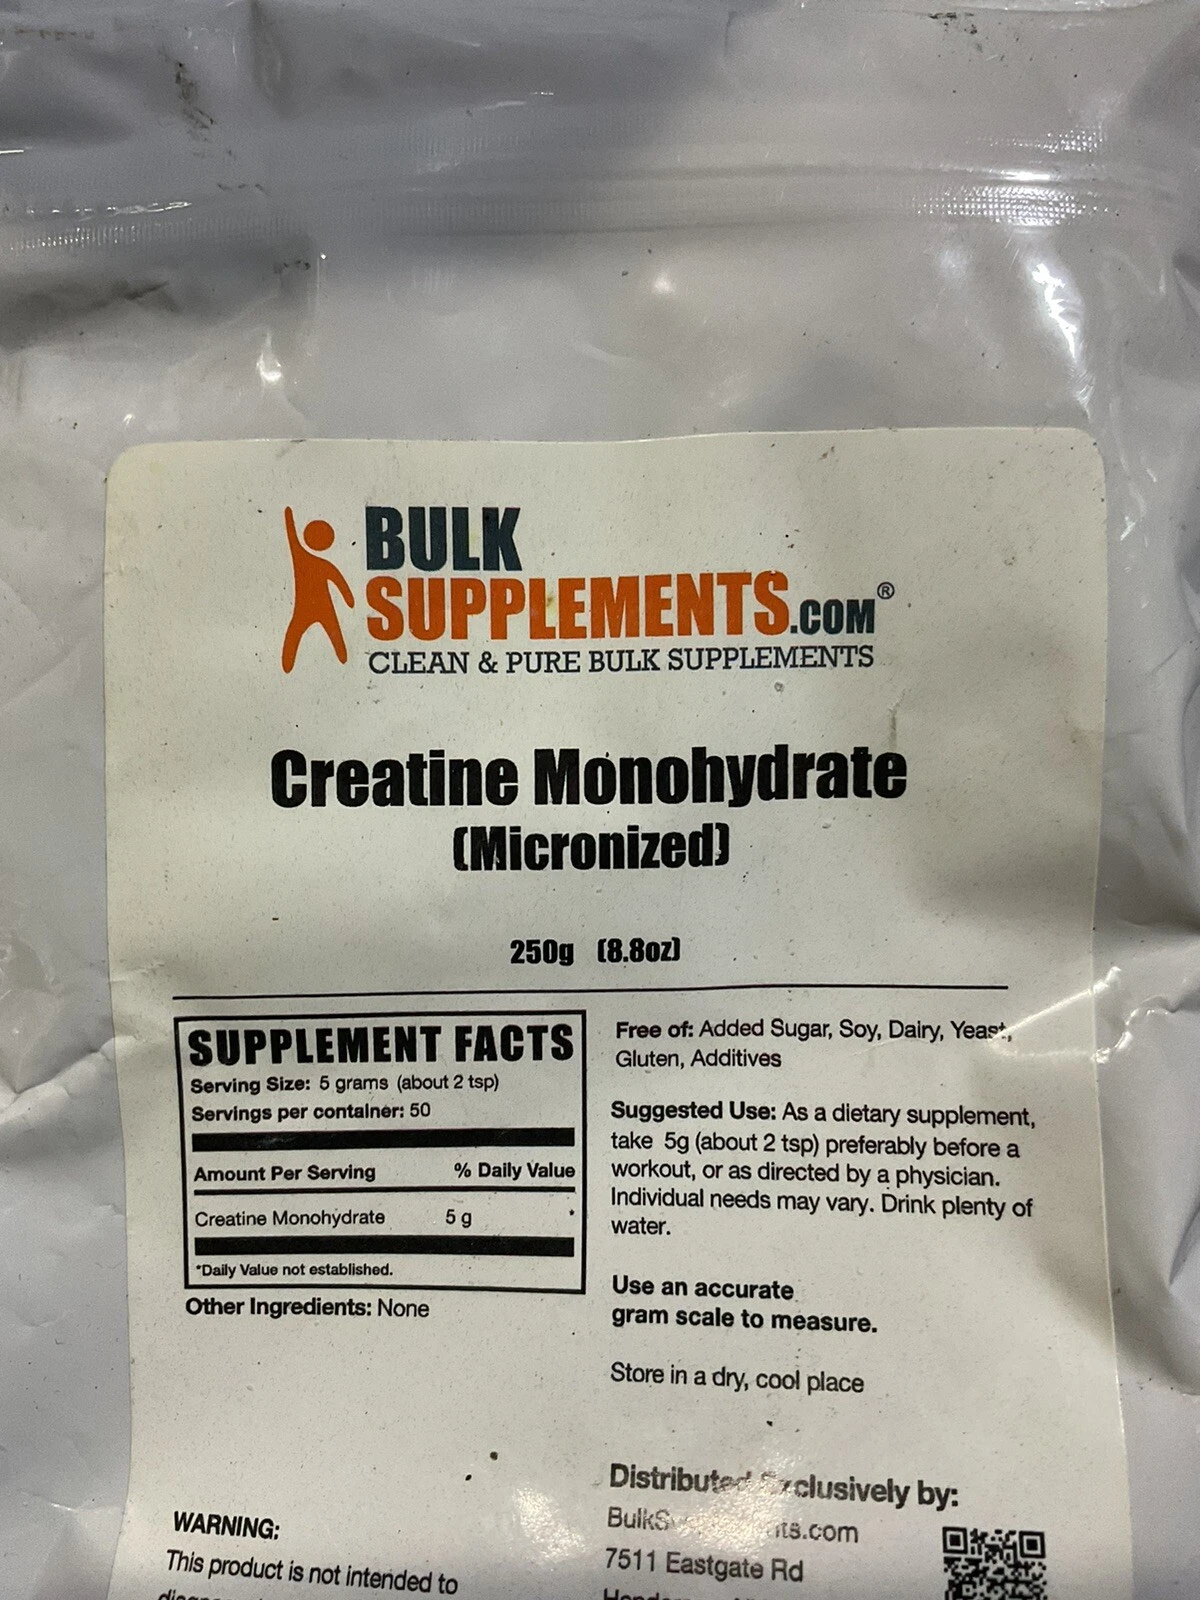 BULK
SUPPLEMENTS.COM®
CLEAN & PURE BULK SUPPLEMENTS
Creatine Monohydrate
(Micronized)
250g (8.8oz)
SUPPLEMENT FACTS
Serving Size: 5 grams (about 2 tsp)
Servings per container: 50
Amount Per Serving % Daily Value
Creatine Monohydrate 5 g *
*Daily Value not established.
Other Ingredients: None
Free of: Added Sugar, Soy, Dairy, Yeast,
Gluten, Additives
Suggested Use: As a dietary supplement,
take 5g (about 2 tsp) preferably before a
workout, or as directed by a physician.
Individual needs may vary. Drink plenty of
water.
Use an accurate
gram scale to measure.
Store in a dry, cool place
Distributed Exclusively by:
7511 Eastgate Rd
WARNING:
This product is not intended to